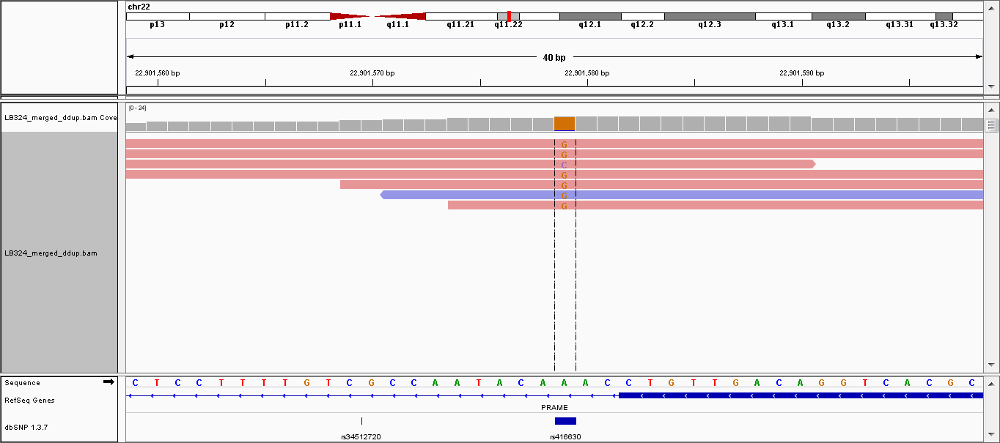 chr22
p13 p12 p11.2 p11.1 q11.1 q11.21 q11.22 q12.1 q12.2 q12.3 q13.1 q13.2 q13.31 q13.32
40 bp
22,901,560 bp 22,901,570 bp 22,901,580 bp 22,901,590 bp
LB324_merged_ddup.bam Cove
[0 - 24]
G
G
C
G
G
G
G
LB324_merged_ddup.bam
Sequence C T C C T T T T G T C G C C A A T A C A A A C C T G T T G A C A G G T C A C G C
RefSeq Genes
PRAME
dbSNP 1.3.7
rs34512720 rs416630